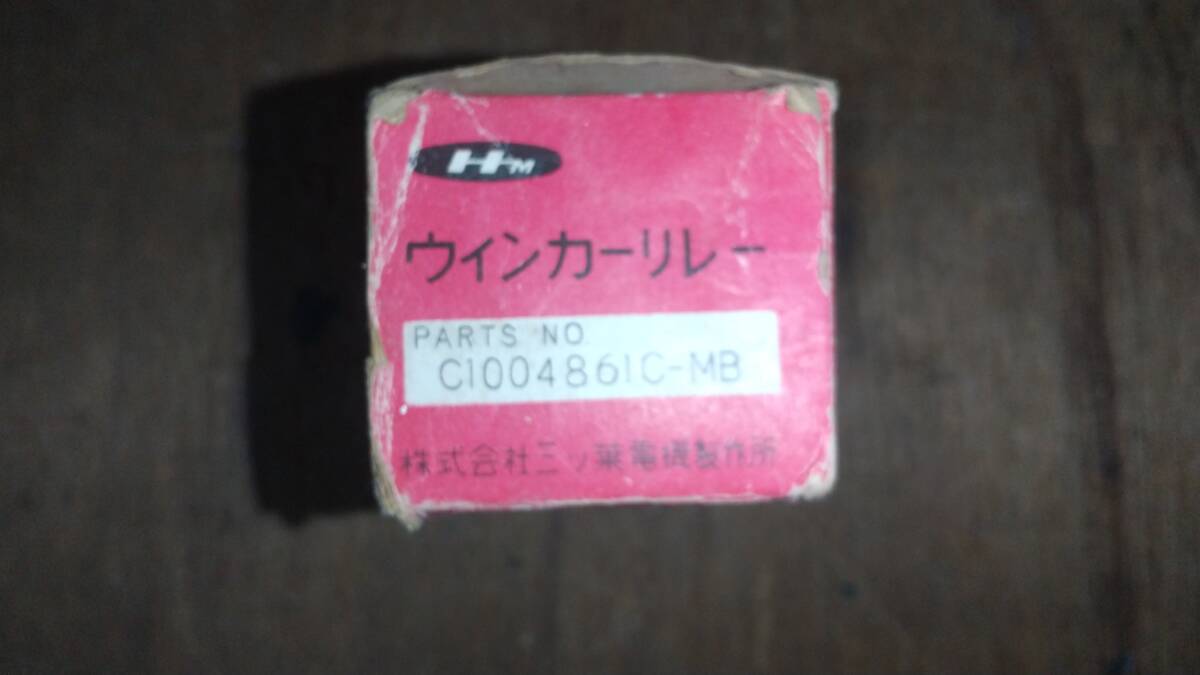 HM
ウインカーリレー
PARTS NO.
C1004861C-MB
株式会社三ッ葉電機製作所